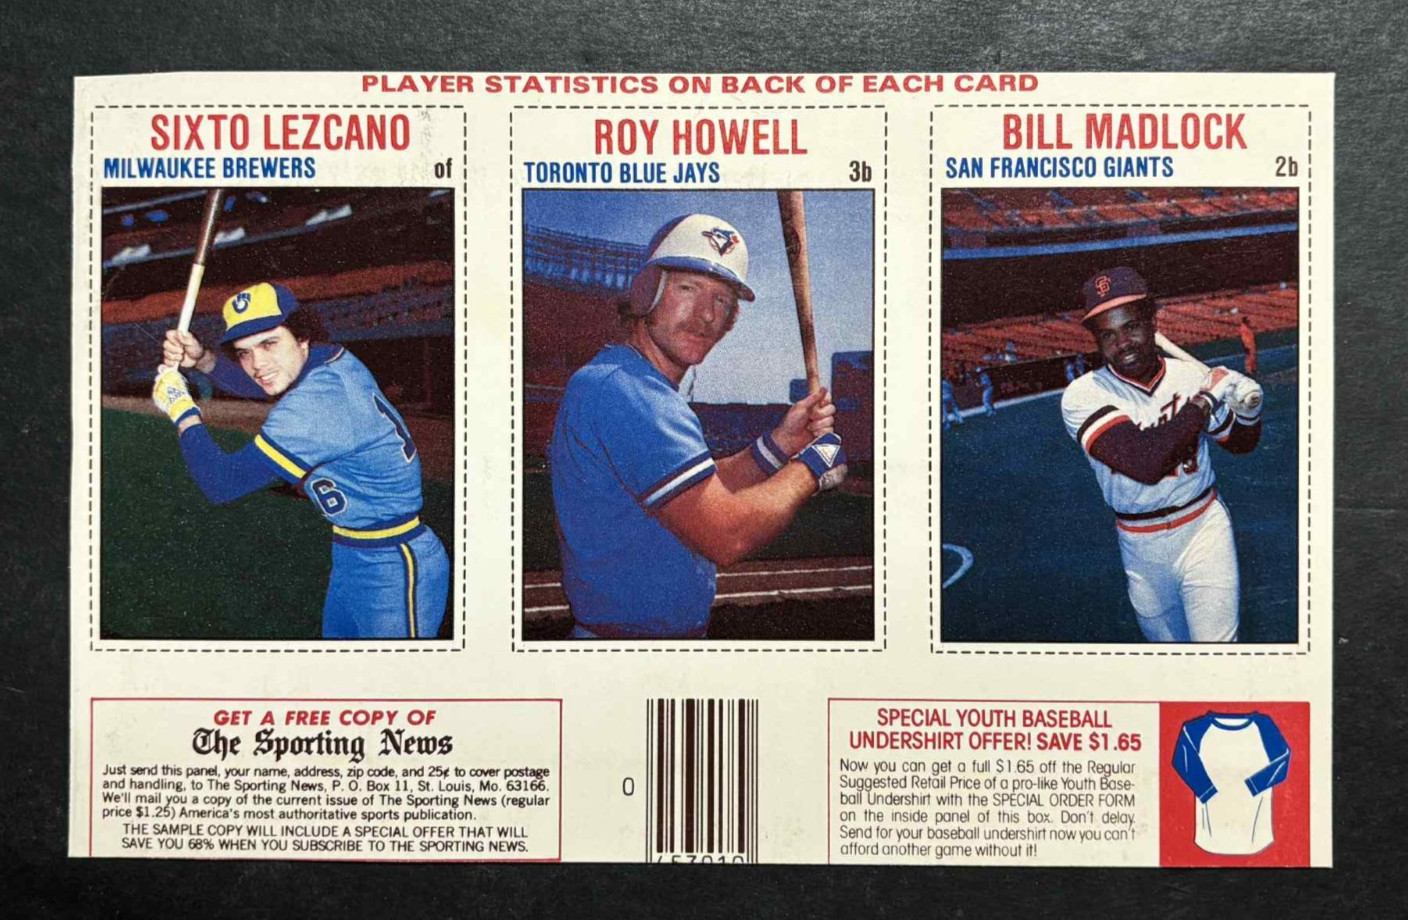 PLAYER STATISTICS ON BACK OF EACH CARD
SIXTO LEZCANO
MILWAUKEE BREWERS of
ROY HOWELL
TORONTO BLUE JAYS 3b
BILL MADLOCK
SAN FRANCISCO GIANTS 2b
6
1
SF
GET A FREE COPY OF
The Sporting News
Just send this panel, your name, address, zip code, and 25¢ to cover postage
and handling, to The Sporting News, P. O. Box 11, St. Louis, Mo. 63166.
We'll mail you a copy of the current issue of The Sporting News (regular
price $1.25) America's most authoritative sports publication.
THE SAMPLE COPY WILL INCLUDE A SPECIAL OFFER THAT WILL
SAVE YOU 68% WHEN YOU SUBSCRIBE TO THE SPORTING NEWS.
0
SPECIAL YOUTH BASEBALL
UNDERSHIRT OFFER! SAVE $1.65
Now you can get a full $1.65 off the Regular
Suggested Retail Price of a pro-like Youth Base-
ball Undershirt with the SPECIAL ORDER FORM
on the inside panel of this box. Don't delay.
Send for your baseball undershirt now you can't
afford another game without it!